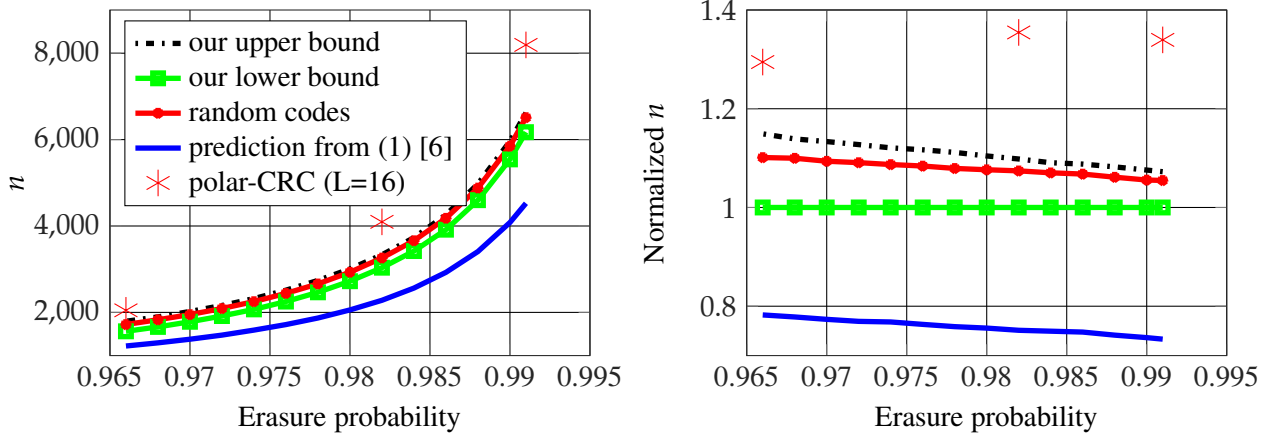 8,000
6,000
4,000
2,000
n
our upper bound
our lower bound
random codes
prediction from (1) [6]
polar-CRC (L=16)
0.965 0.97 0.975 0.98 0.985 0.99 0.995
Erasure probability
1.4
1.2
1
0.8
Normalized n
0.965 0.97 0.975 0.98 0.985 0.99 0.995
Erasure probability